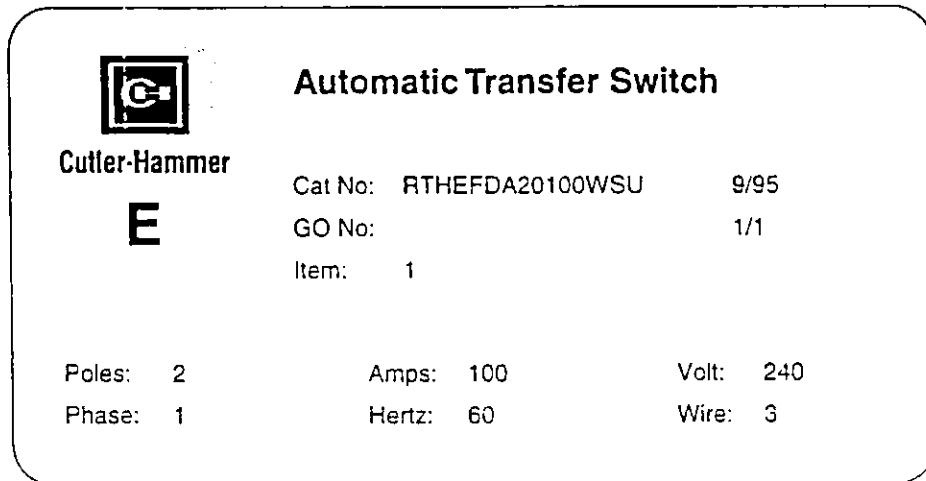 Automatic Transfer Switch
Cutler-Hammer
E
Cat No: RTHEFDA20100WSU 9/95
GO No: 1/1
Item: 1
Poles: 2 Amps: 100 Volt: 240
Phase: 1 Hertz: 60 Wire: 3